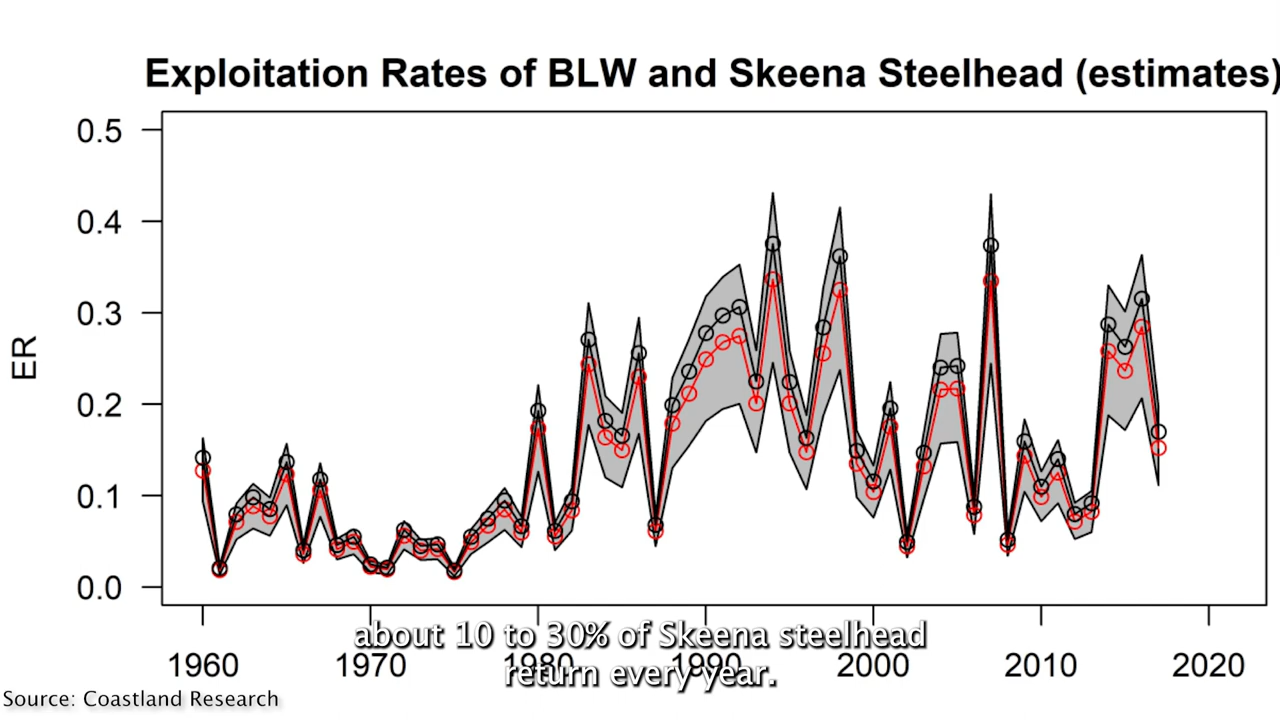 Exploitation Rates of BLW and Skeena Steelhead (estimates)
0.5
0.4
0.3
0.2
0.1
0.0
ER
about 10 to 30% of Skeena steelhead
1960 1970 1980 1990 2000 2010 2020
return every year.
Source: Coastland Research